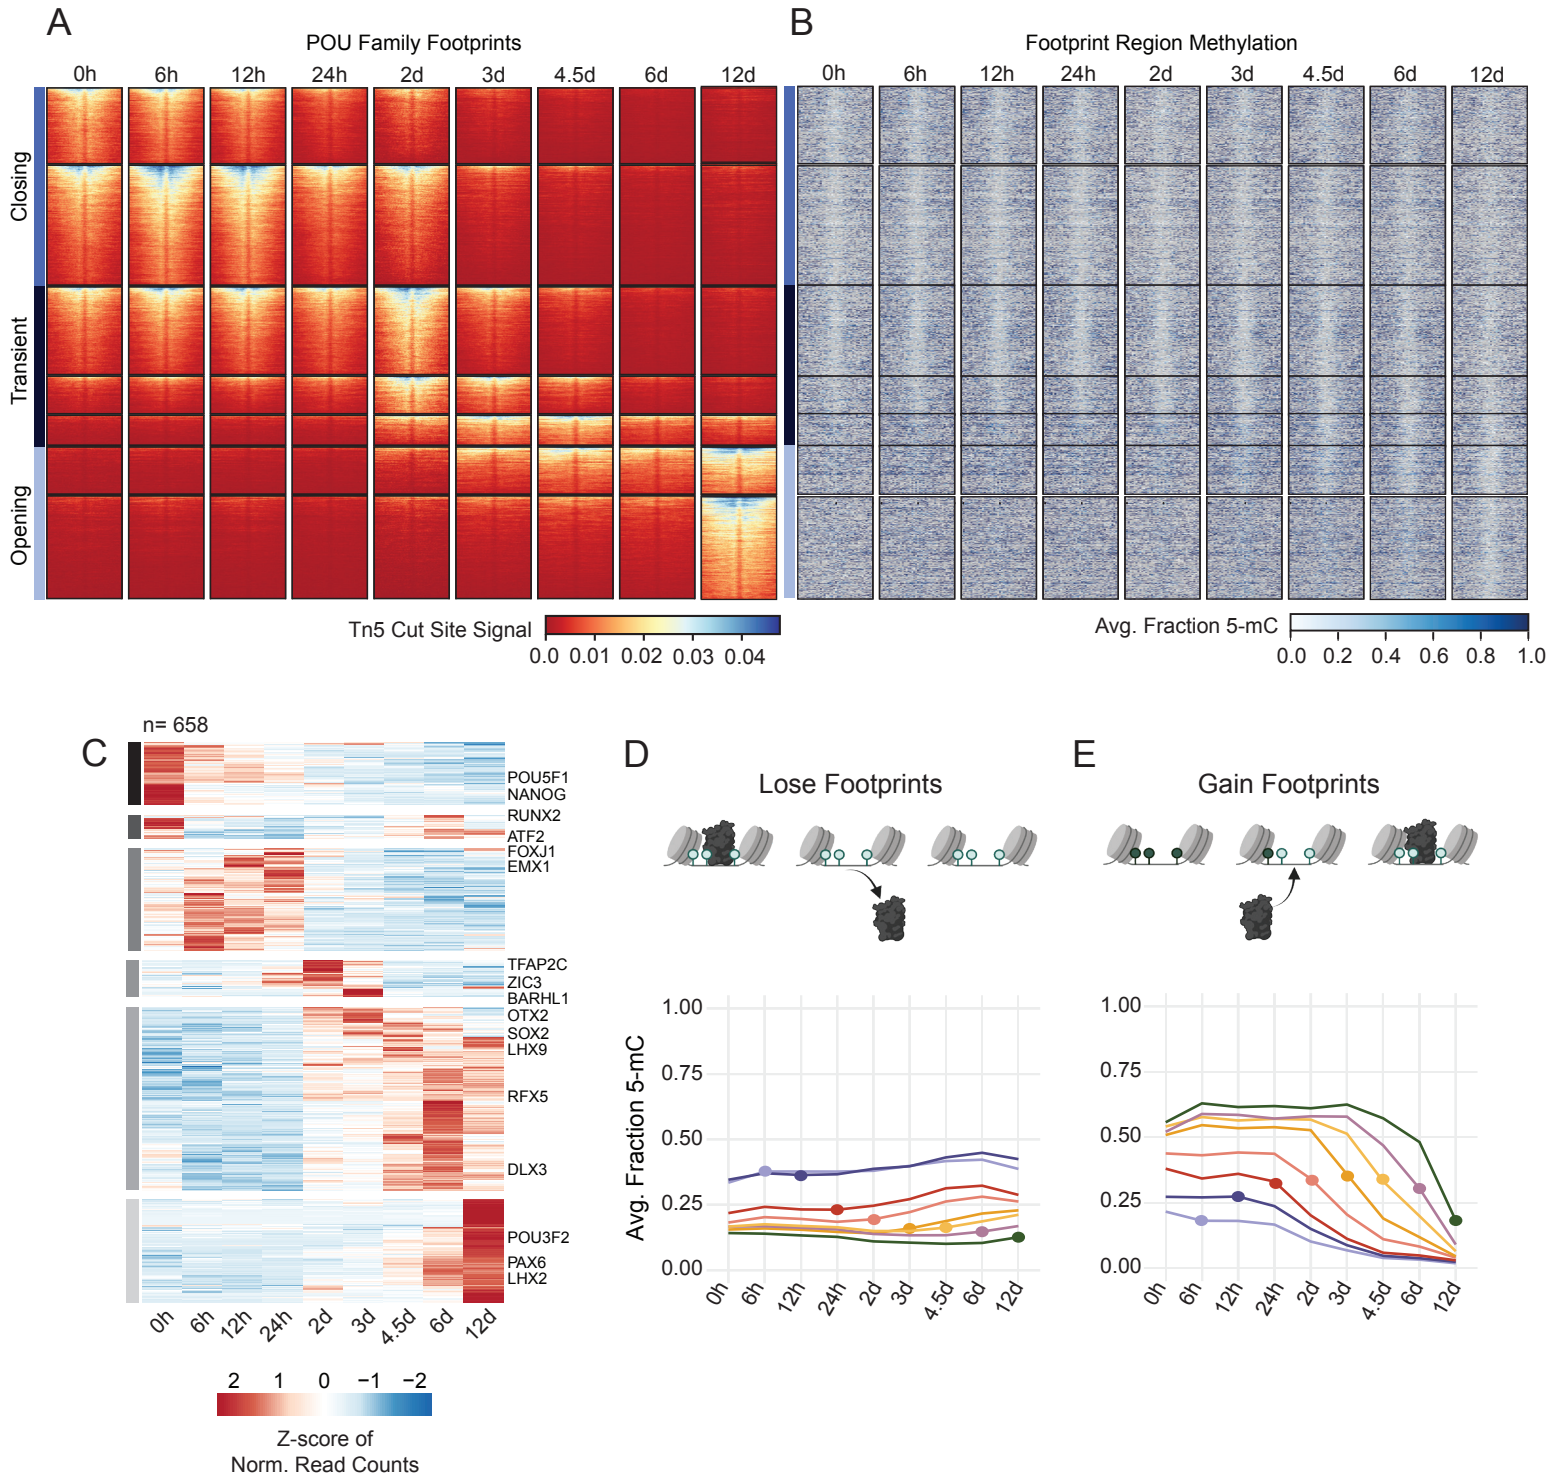 A
POU Family Footprints
0h 6h 12h 24h 2d 3d 4.5d 6d 12d
Closing
Transient
Opening
Tn5 Cut Site Signal
0.0 0.01 0.02 0.03 0.04
B
Footprint Region Methylation
0h 6h 12h 24h 2d 3d 4.5d 6d 12d
Avg. Fraction 5-mC
0.0 0.2 0.4 0.6 0.8 1.0
C
n= 658
POU5F1
NANOG
RUNX2
ATF2
FOXJ1
EMX1
TFAP2C
ZIC3
BARHL1
OTX2
SOX2
LHX9
RFX5
DLX3
POU3F2
PAX6
LHX2
0h 6h 12h 24h 2d 3d 4.5d 6d 12d
2 1 0 −1 −2
Z-score of
Norm. Read Counts
D
Lose Footprints
Avg. Fraction 5-mC
1.00
0.75
0.50
0.25
0.00
0h 6h 12h 24h 2d 3d 4.5d 6d 12d
E
Gain Footprints
1.00
0.75
0.50
0.25
0.00
0h 6h 12h 24h 2d 3d 4.5d 6d 12d